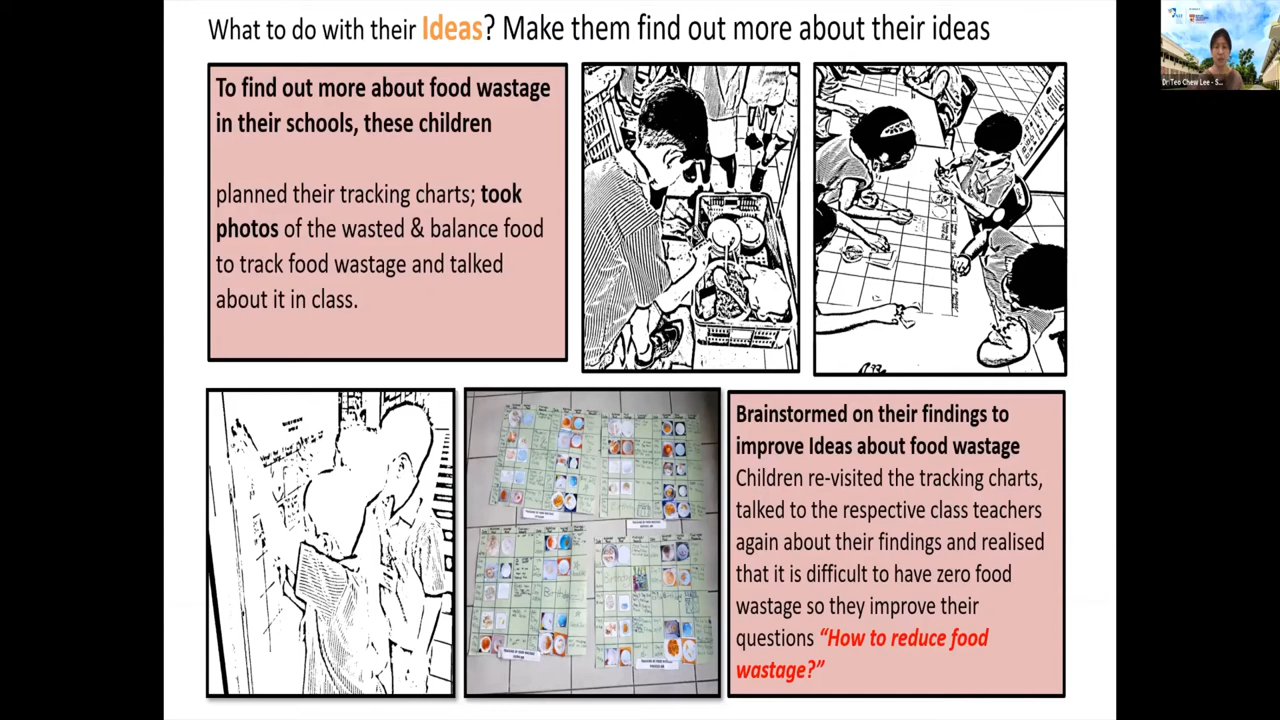 What to do with their Ideas? Make them find out more about their ideas
To find out more about food wastage
in their schools, these children
planned their tracking charts; took
photos of the wasted & balance food
to track food wastage and talked
about it in class.
Brainstormed on their findings to
improve Ideas about food wastage
Children re-visited the tracking charts,
talked to the respective class teachers
again about their findings and realised
that it is difficult to have zero food
wastage so they improve their
questions “How to reduce food
wastage?”
Dr Teo Chew Lee - S...